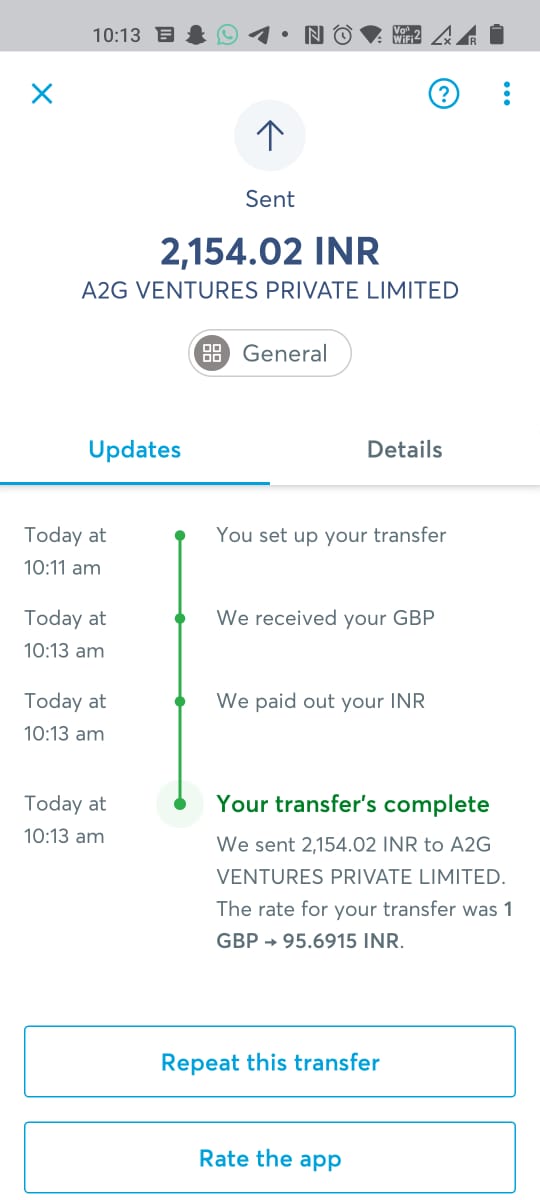 10:13
Voᴺ
WiFi2
R
?
Sent
2,154.02 INR
A2G VENTURES PRIVATE LIMITED
General
Updates Details
Today at You set up your transfer
10:11 am
Today at We received your GBP
10:13 am
Today at We paid out your INR
10:13 am
Today at Your transfer's complete
10:13 am
We sent 2,154.02 INR to A2G
VENTURES PRIVATE LIMITED.
The rate for your transfer was 1
GBP → 95.6915 INR.
Repeat this transfer
Rate the app